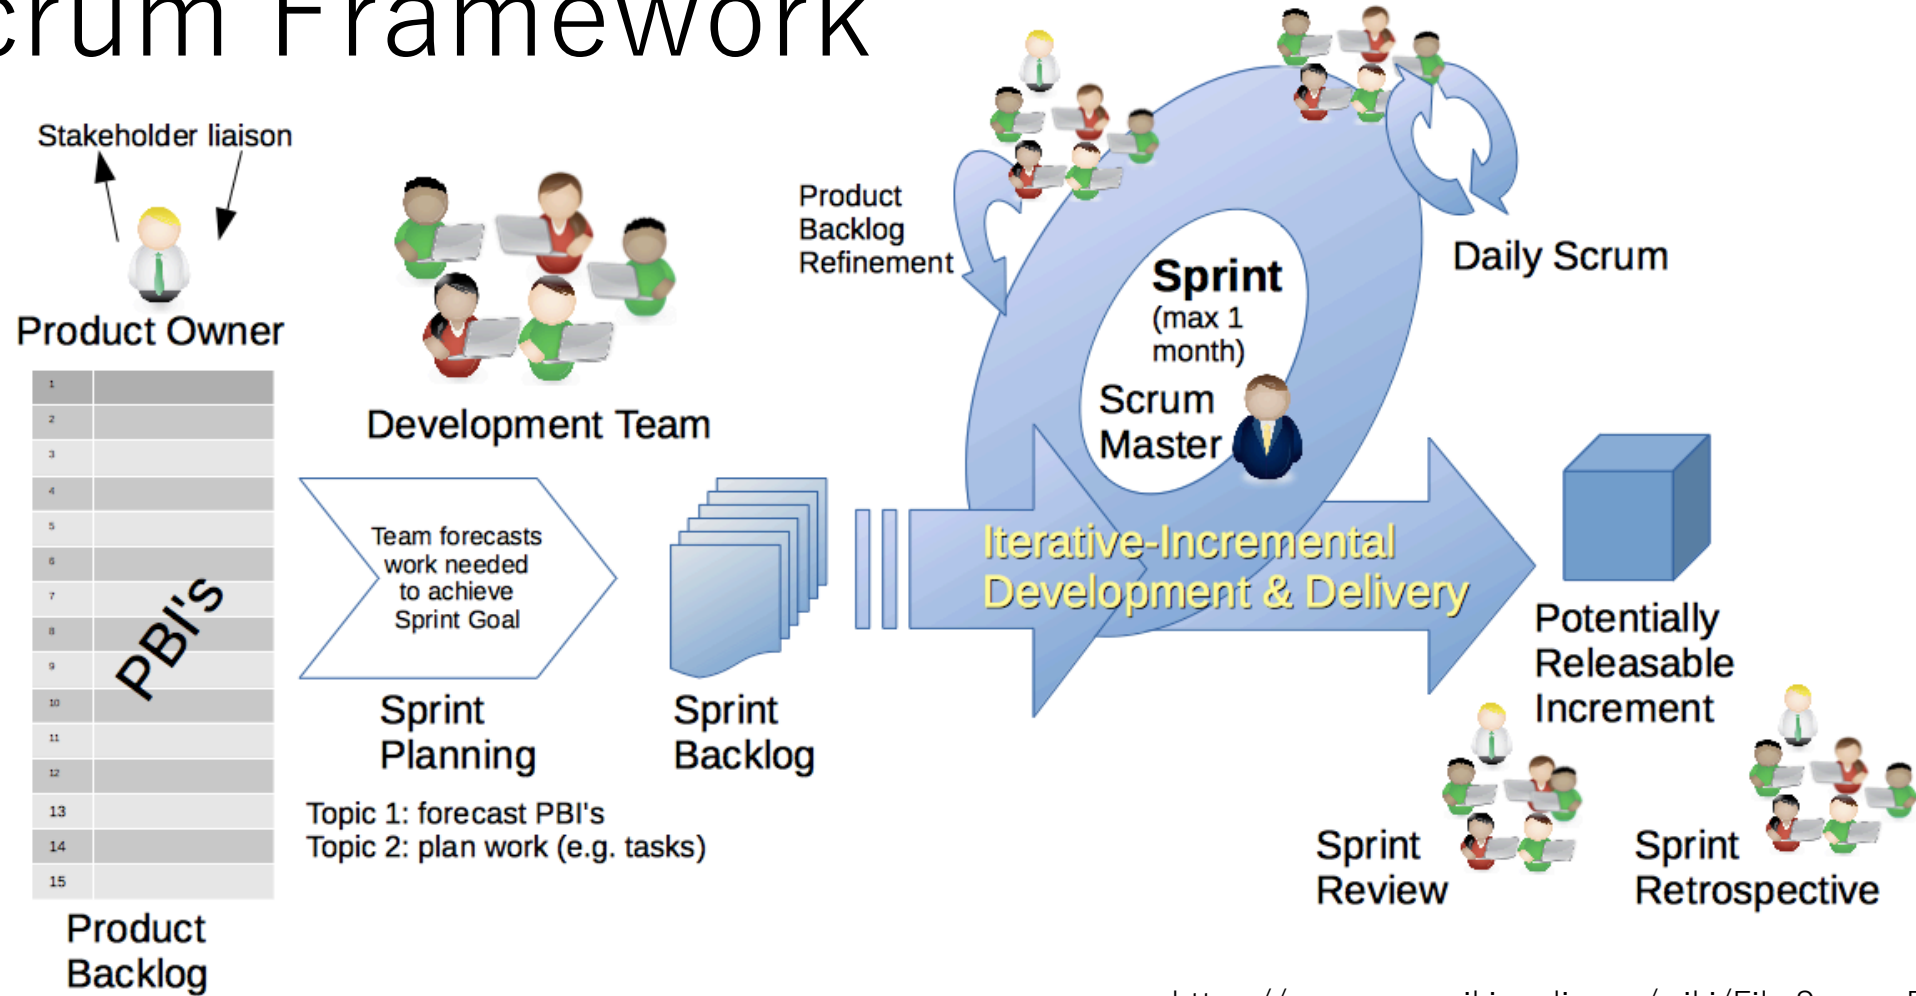 crum Framework
Stakeholder liaison
Product Owner
1
2
3
4
5
6
7
8
9
10
11
12
13
14
15
PBI's
Product
Backlog
Development Team
Team forecasts
work needed
to achieve
Sprint Goal
Sprint
Planning
Topic 1: forecast PBI's
Topic 2: plan work (e.g. tasks)
Sprint
Backlog
Product
Backlog
Refinement
Sprint
(max 1
month)
Scrum
Master
Daily Scrum
Iterative-Incremental
Development & Delivery
Potentially
Releasable
Increment
Sprint
Review
Sprint
Retrospective